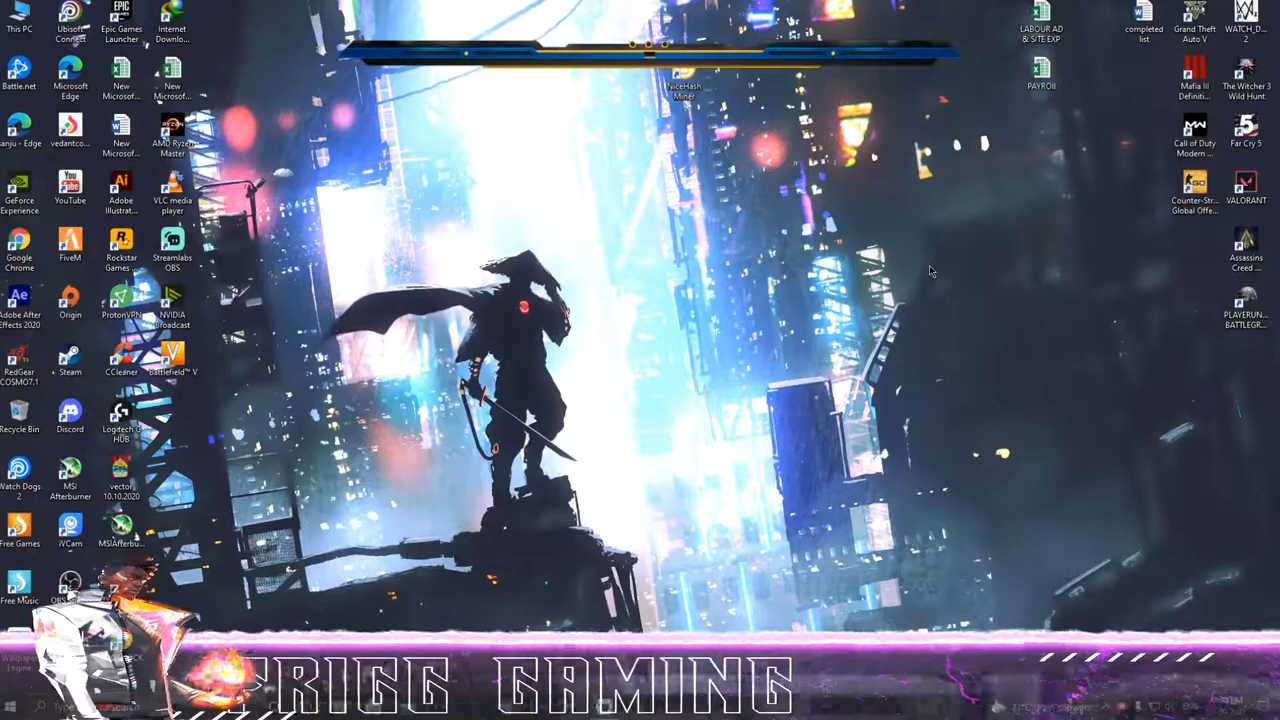 This PC
Ubisoft
Connect
Epic Games
Launcher
Internet
Downlo...
LABOUR AD
& SITE EXP
completed
list
Grand Theft
Auto V
WATCH_D...
2
Battle.net
Microsoft
Edge
New
Microsof...
New
Microsof...
NiceHash
Miner
PAYROll
Mafia III
Definiti...
The Witcher 3
Wild Hunt
anju - Edge
vedantco...
New
Microsof...
AMD Ryzen
Master
Call of Duty
Modern ...
Far Cry 5
GeForce
Experience
YouTube
Adobe
Illustrat...
VLC media
player
Counter-Str...
Global Offe...
VALORANT
Google
Chrome
FiveM
Rockstar
Games ...
Streamlabs
OBS
Assassins
Creed ...
Adobe After
Effects 2020
Origin
ProtonVPN
NVIDIA
Broadcast
PLAYERUN...
BATTLEGR...
RedGear
COSMO7.1
Steam
CCleaner
Battlefield™ V
Recycle Bin
Discord
Logitech G
HUB
Watch Dogs
2
MSI
Afterburner
vector
10.10.2020
Free Games
iVCam
MSIAfterbu...
Free Music
Wallpaper
Engine
FRIGG GAMING